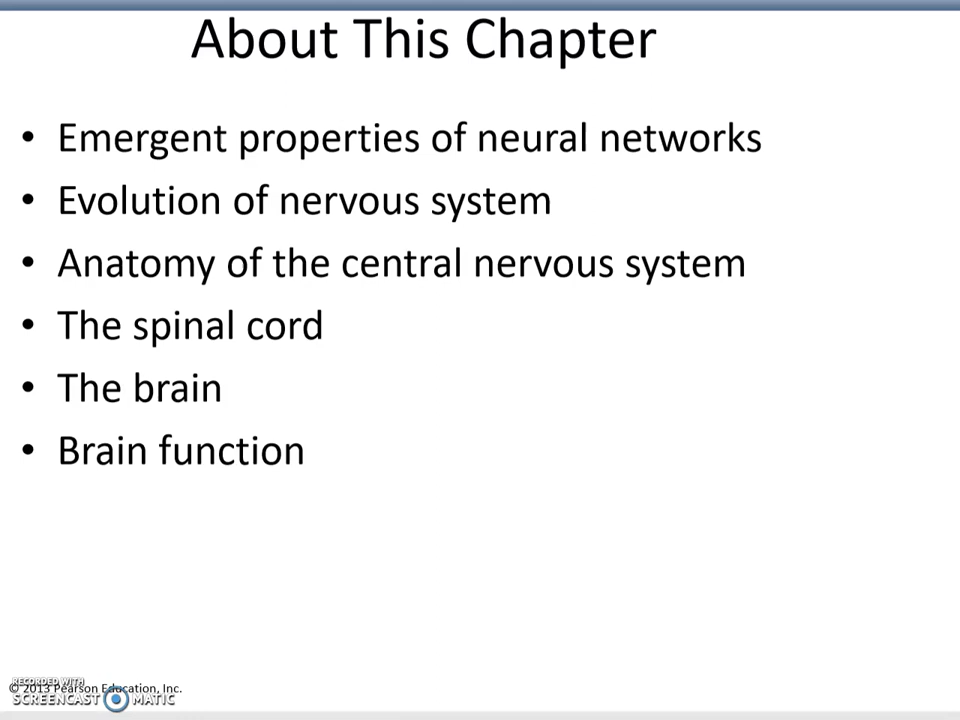 About This Chapter
• Emergent properties of neural networks
• Evolution of nervous system
• Anatomy of the central nervous system
• The spinal cord
• The brain
• Brain function
RECORDED WITH
© 2013 Pearson Education, Inc.
SCREENCAST MATIC